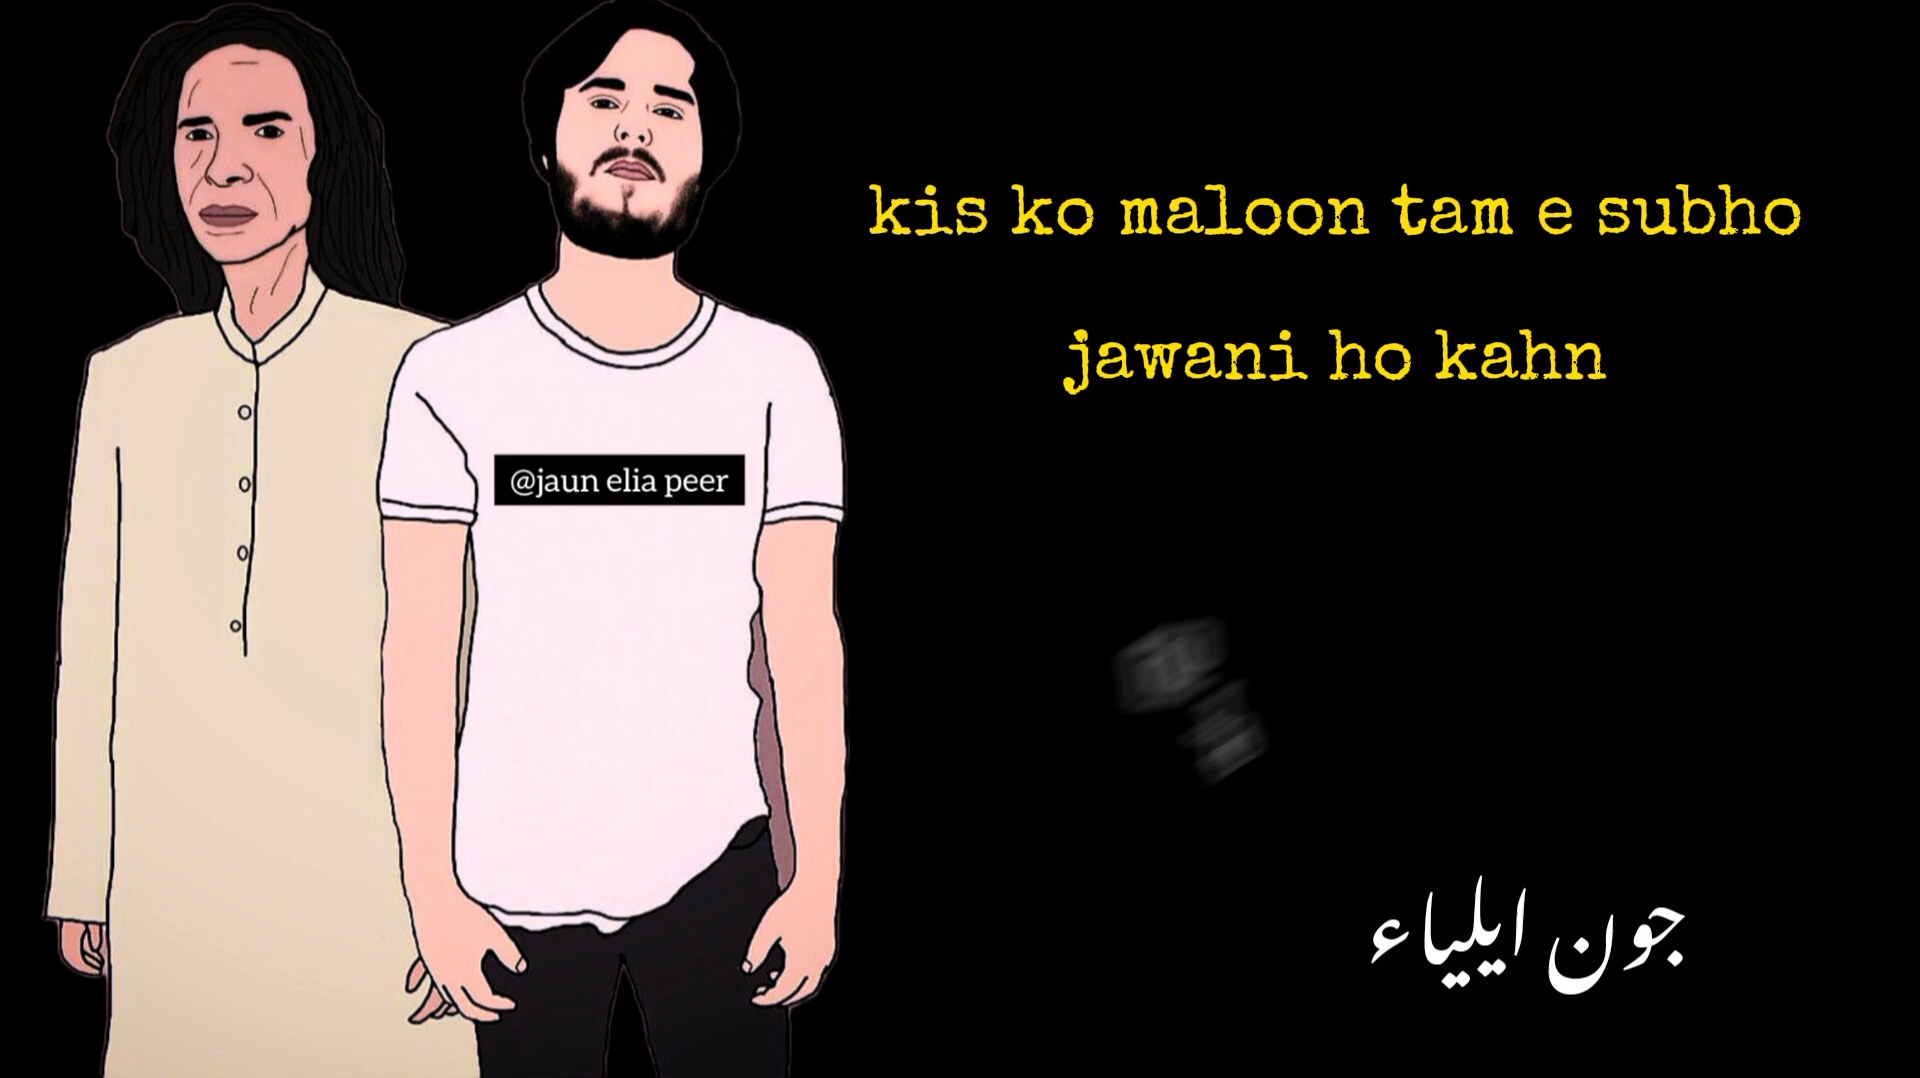 kis ko maloon tam e subho
jawani ho kahn
@jaun elia peer
جون ایلیاء